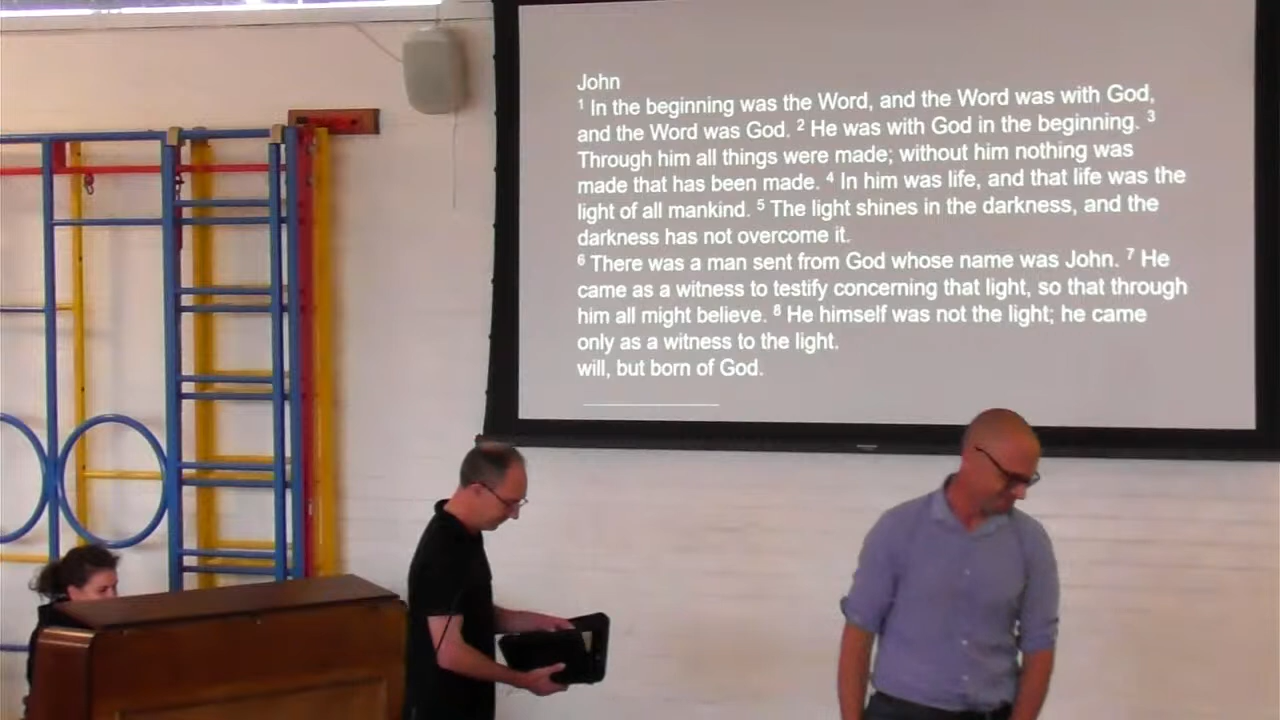 John
1 In the beginning was the Word, and the Word was with God,
and the Word was God. 2 He was with God in the beginning. 3
Through him all things were made; without him nothing was
made that has been made. 4 In him was life, and that life was the
light of all mankind. 5 The light shines in the darkness, and the
darkness has not overcome it.
6 There was a man sent from God whose name was John. 7 He
came as a witness to testify concerning that light, so that through
him all might believe. 8 He himself was not the light; he came
only as a witness to the light.
will, but born of God.